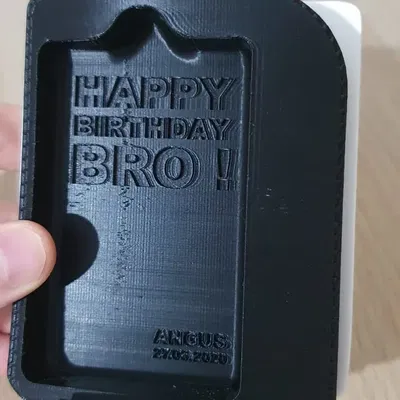 HAPPY
BIRTHDAY
BRO !
ANGUS
27.03.2020